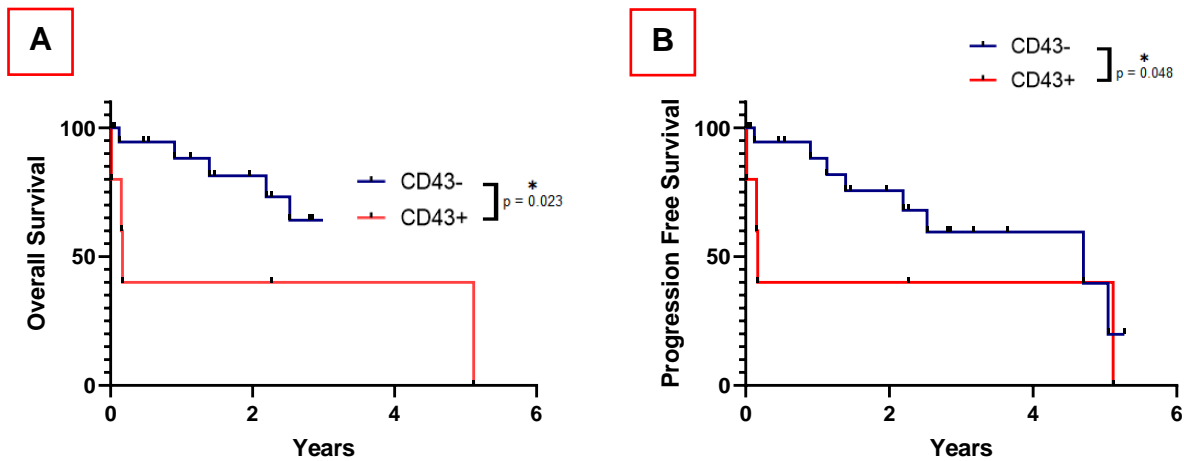 A
Overall Survival
100
50
0
0 2 4 6
Years
CD43-
CD43+
*
p = 0.023
B
Progression Free Survival
100
50
0
0 2 4 6
Years
CD43-
CD43+
*
p = 0.048